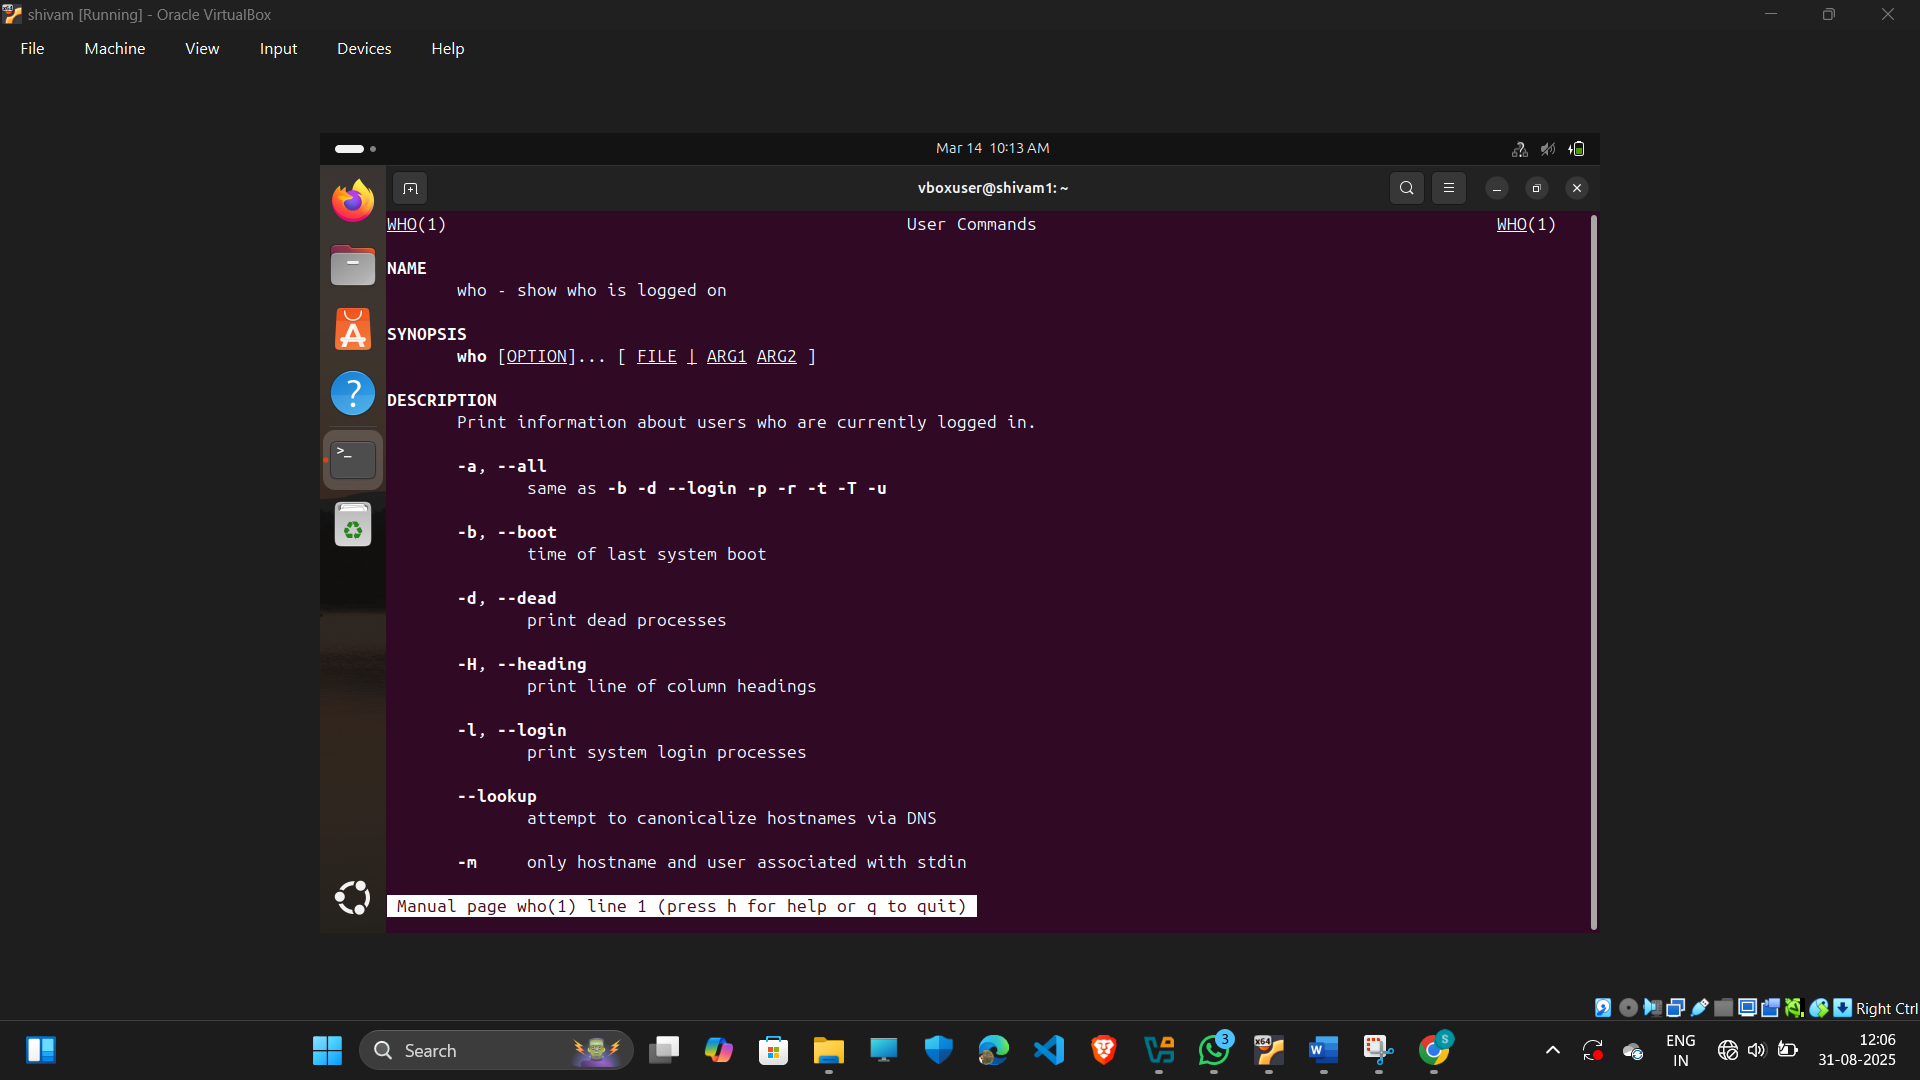 shivam [Running] - Oracle VirtualBox
File Machine View Input Devices Help
Mar 14 10:13 AM
vboxuser@shivam1: ~
WHO(1) User Commands WHO(1)
NAME
who - show who is logged on
SYNOPSIS
who [OPTION]... [ FILE | ARG1 ARG2 ]
DESCRIPTION
Print information about users who are currently logged in.
-a, --all
same as -b -d --login -p -r -t -T -u
-b, --boot
time of last system boot
-d, --dead
print dead processes
-H, --heading
print line of column headings
-l, --login
print system login processes
--lookup
attempt to canonicalize hostnames via DNS
-m only hostname and user associated with stdin
Manual page who(1) line 1 (press h for help or q to quit)
Right Ctrl
Search
3
x64
W
S
ENG
IN
12:06
31-08-2025